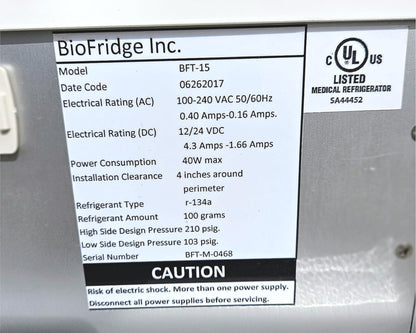 BioFridge Inc.
Model BFT-15
Date Code 06262017
Electrical Rating (AC) 100-240 VAC 50/60Hz
0.40 Amps-0.16 Amps.
Electrical Rating (DC) 12/24 VDC
4.3 Amps -1.66 Amps
Power Consumption 40W max
Installation Clearance 4 inches around
perimeter
Refrigerant Type r-134a
Refrigerant Amount 100 grams
High Side Design Pressure 210 psig.
Low Side Design Pressure 103 psig.
Serial Number BFT-M-0468
CAUTION
Risk of electric shock. More than one power supply.
Disconnect all power supplies before servicing.
C UL US
LISTED
MEDICAL REFRIGERATOR
5A44452